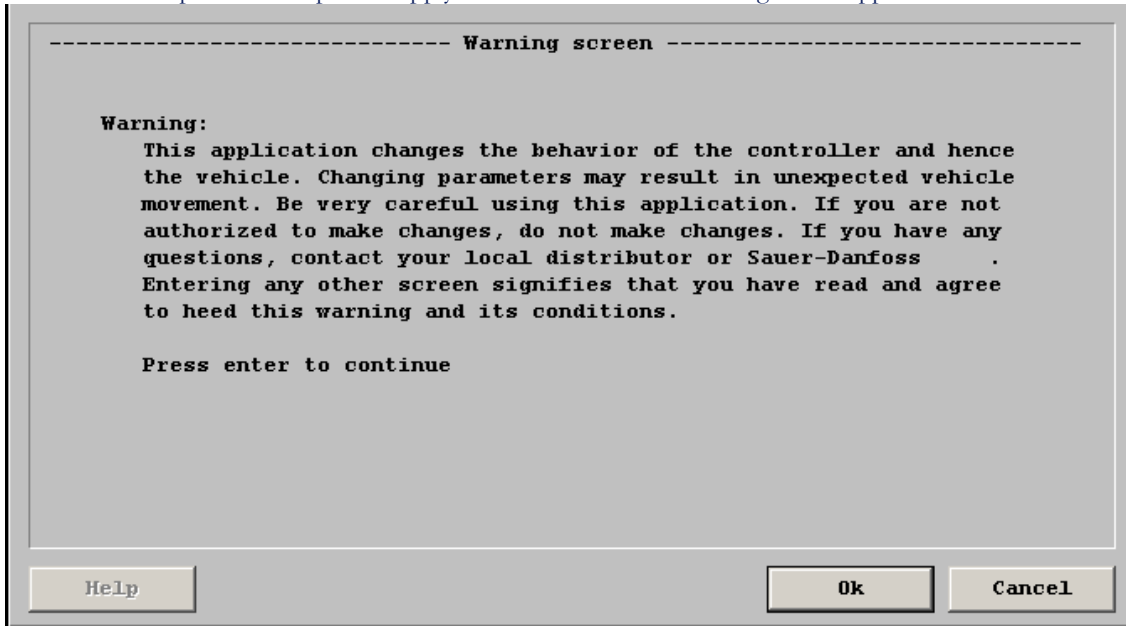 ------------------------------ Warning screen -------------------------------
Warning:
This application changes the behavior of the controller and hence
the vehicle. Changing parameters may result in unexpected vehicle
movement. Be very careful using this application. If you are not
authorized to make changes, do not make changes. If you have any
questions, contact your local distributor or Sauer-Danfoss .
Entering any other screen signifies that you have read and agree
to heed this warning and its conditions.
Press enter to continue
Help
Ok
Cancel